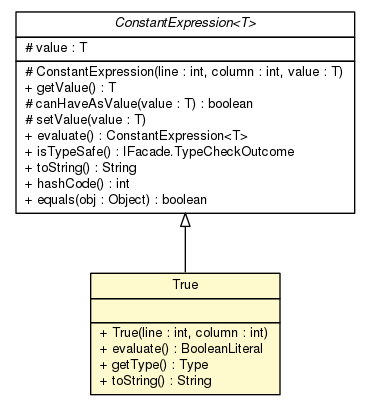 ConstantExpression<T>
# value : T
# ConstantExpression(line : int, column : int, value : T)
+ getValue() : T
# canHaveAsValue(value : T) : boolean
# setValue(value : T)
+ evaluate() : ConstantExpression<T>
+ isTypeSafe() : IFacade.TypeCheckOutcome
+ toString() : String
+ hashCode() : int
+ equals(obj : Object) : boolean
True
+ True(line : int, column : int)
+ evaluate() : BooleanLiteral
+ getType() : Type
+ toString() : String